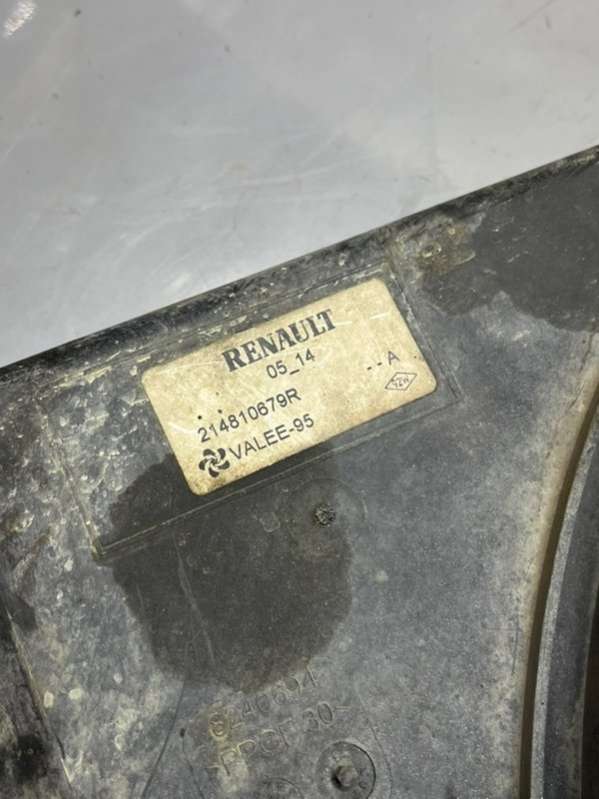 RENAULT
05_14
214810679R
-- A
VALEE-95